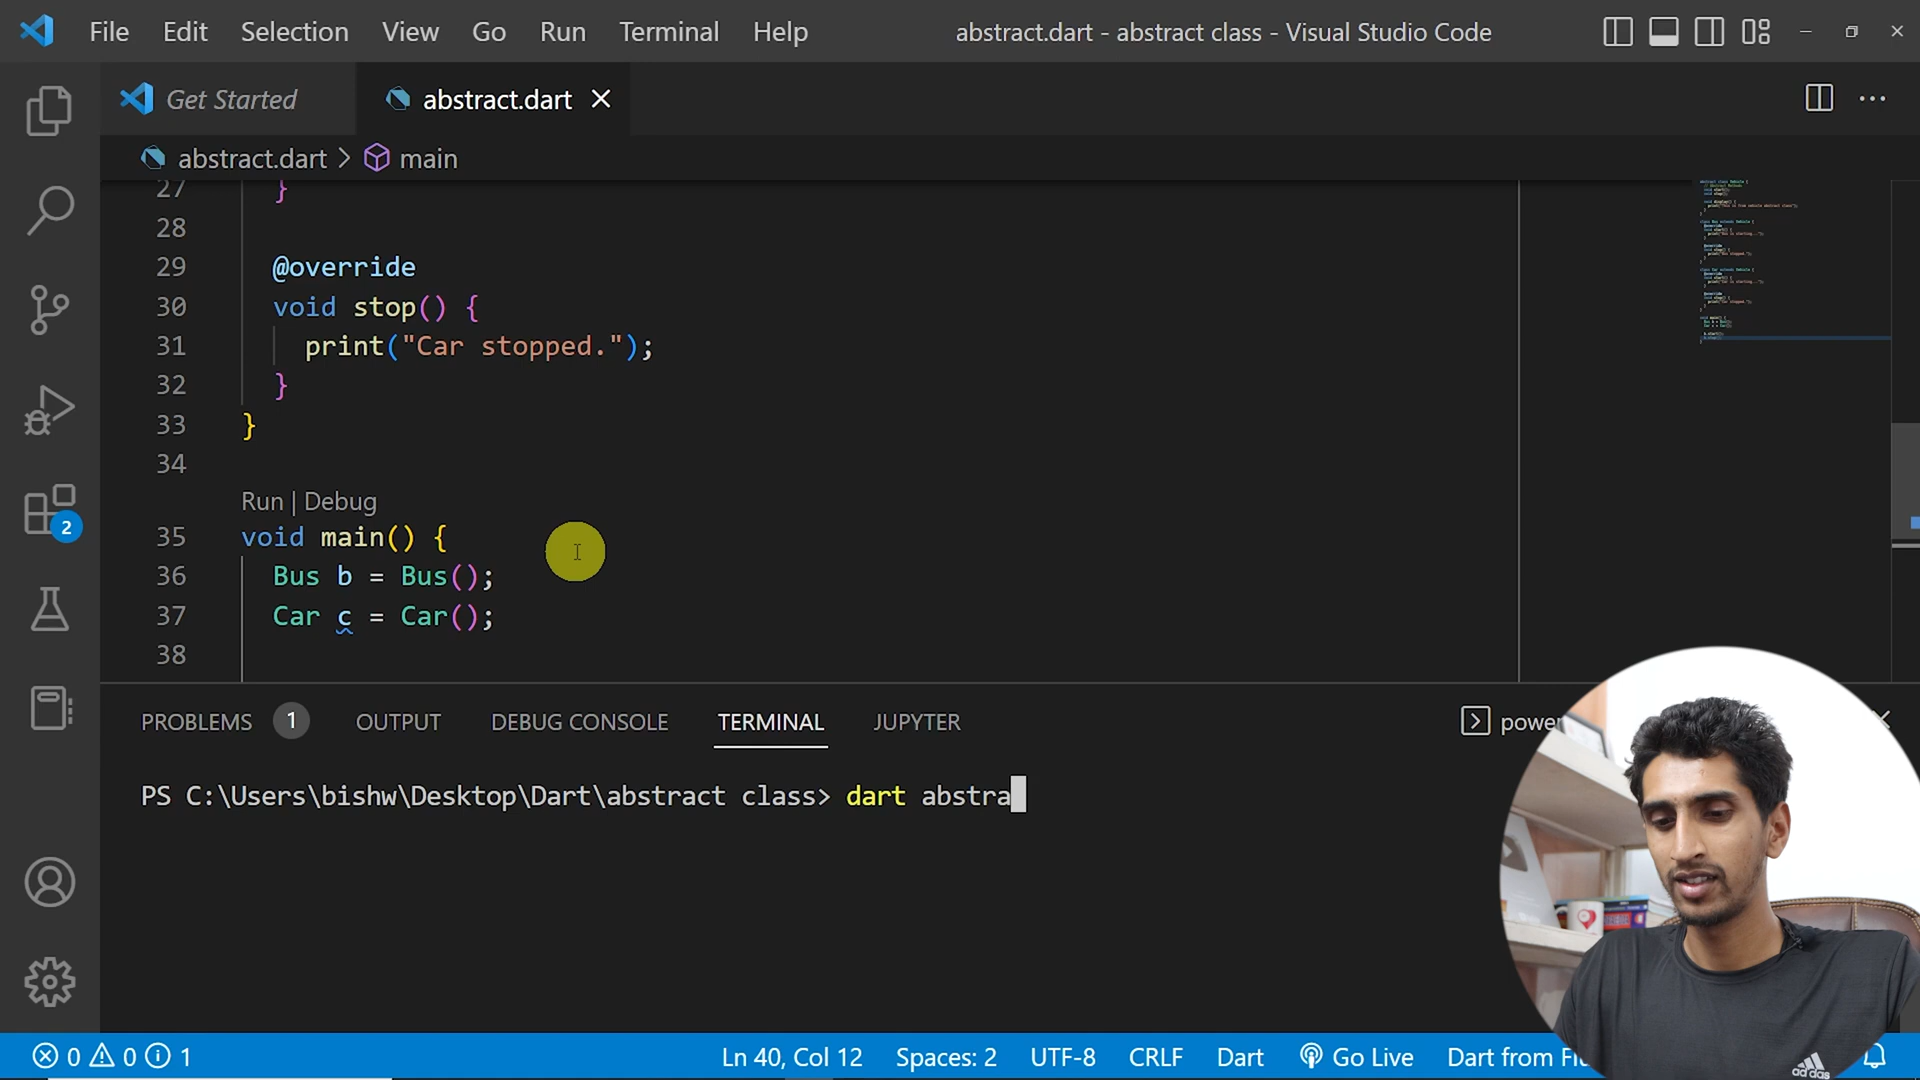 File Edit Selection View Go Run Terminal Help abstract.dart - abstract class - Visual Studio Code
Get Started abstract.dart
abstract.dart > main
27 }
28
29 @override
30 void stop() {
31 print("Car stopped.");
32 }
33 }
34
Run | Debug
35 void main() {
36 Bus b = Bus();
37 Car c = Car();
38
2
PROBLEMS 1 OUTPUT DEBUG CONSOLE TERMINAL JUPYTER
PS C:\Users\bishw\Desktop\Dart\abstract class> dart abstra
adidas
0 0 1 Ln 40, Col 12 Spaces: 2 UTF-8 CRLF Dart Go Live Dart from